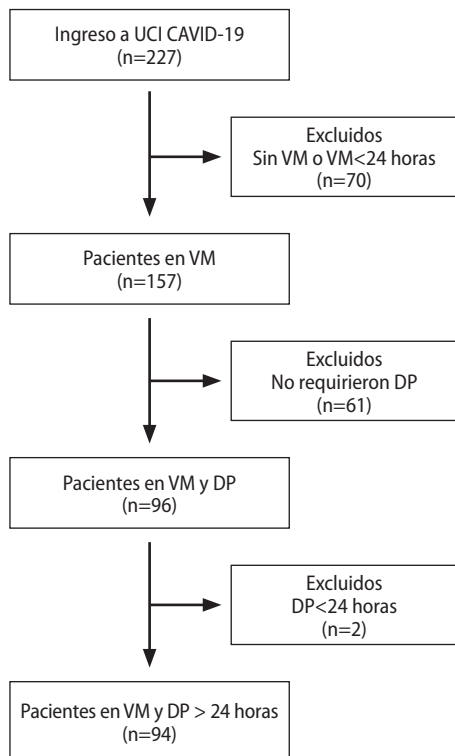 Ingreso a UCI CAVID-19
(n=227)
Excluidos
Sin VM o VM<24 horas
(n=70)
Pacientes en VM
(n=157)
Excluidos
No requirieron DP
(n=61)
Pacientes en VM y DP
(n=96)
Excluidos
DP<24 horas
(n=2)
Pacientes en VM y DP > 24 horas
(n=94)